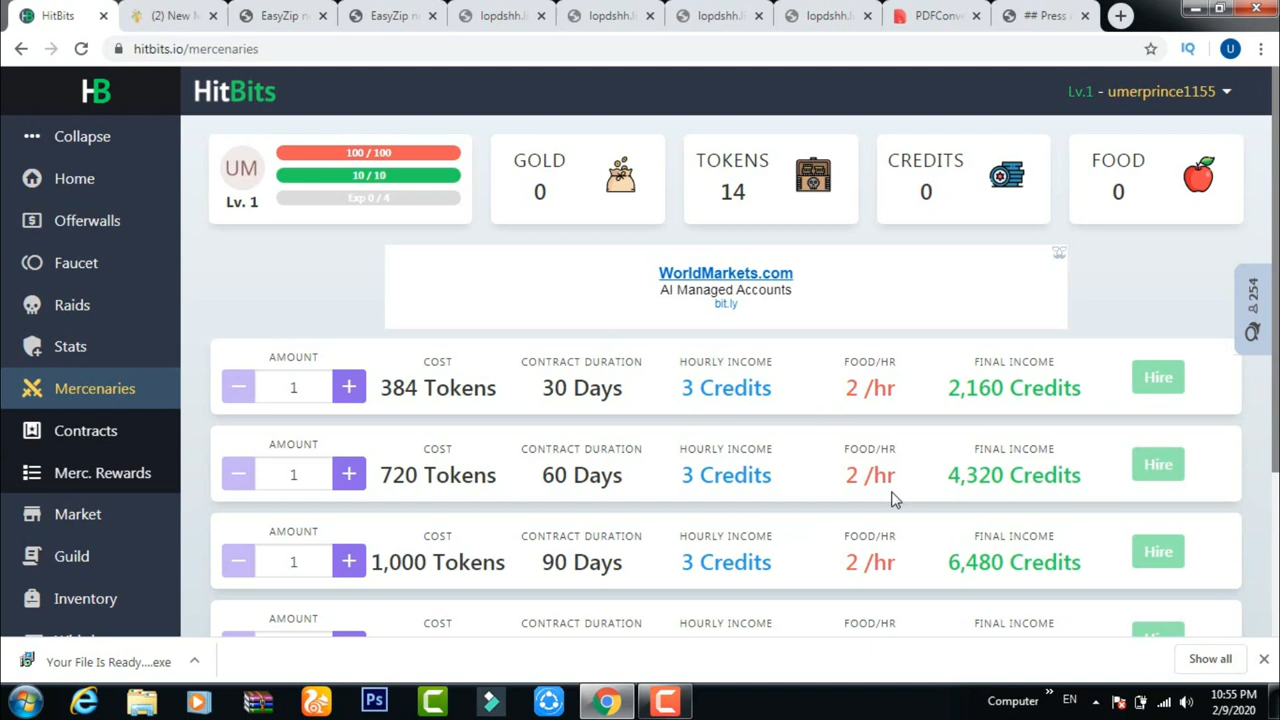 HitBits
(2) New M
EasyZip n
EasyZip n
lopdshh.l
lopdshh.l
lopdshh.l
lopdshh.l
PDFConv
## Press
hitbits.io/mercenaries
IQ
U
HB
HitBits
Lv.1 - umerprince1155
Collapse
Home
Offerwalls
Faucet
Raids
Stats
Mercenaries
Contracts
Merc. Rewards
Market
Guild
Inventory
UM
Lv. 1
100 / 100
10 / 10
Exp 0 / 4
GOLD
0
TOKENS
14
CREDITS
0
FOOD
0
WorldMarkets.com
AI Managed Accounts
bit.ly
254
AMOUNT COST CONTRACT DURATION HOURLY INCOME FOOD/HR FINAL INCOME
− 1 + 384 Tokens 30 Days 3 Credits 2 /hr 2,160 Credits Hire
AMOUNT COST CONTRACT DURATION HOURLY INCOME FOOD/HR FINAL INCOME
− 1 + 720 Tokens 60 Days 3 Credits 2 /hr 4,320 Credits Hire
AMOUNT COST CONTRACT DURATION HOURLY INCOME FOOD/HR FINAL INCOME
− 1 + 1,000 Tokens 90 Days 3 Credits 2 /hr 6,480 Credits Hire
AMOUNT COST CONTRACT DURATION HOURLY INCOME FOOD/HR FINAL INCOME
Your File Is Ready....exe
Show all
Ps
C
Computer
EN
10:55 PM
2/9/2020